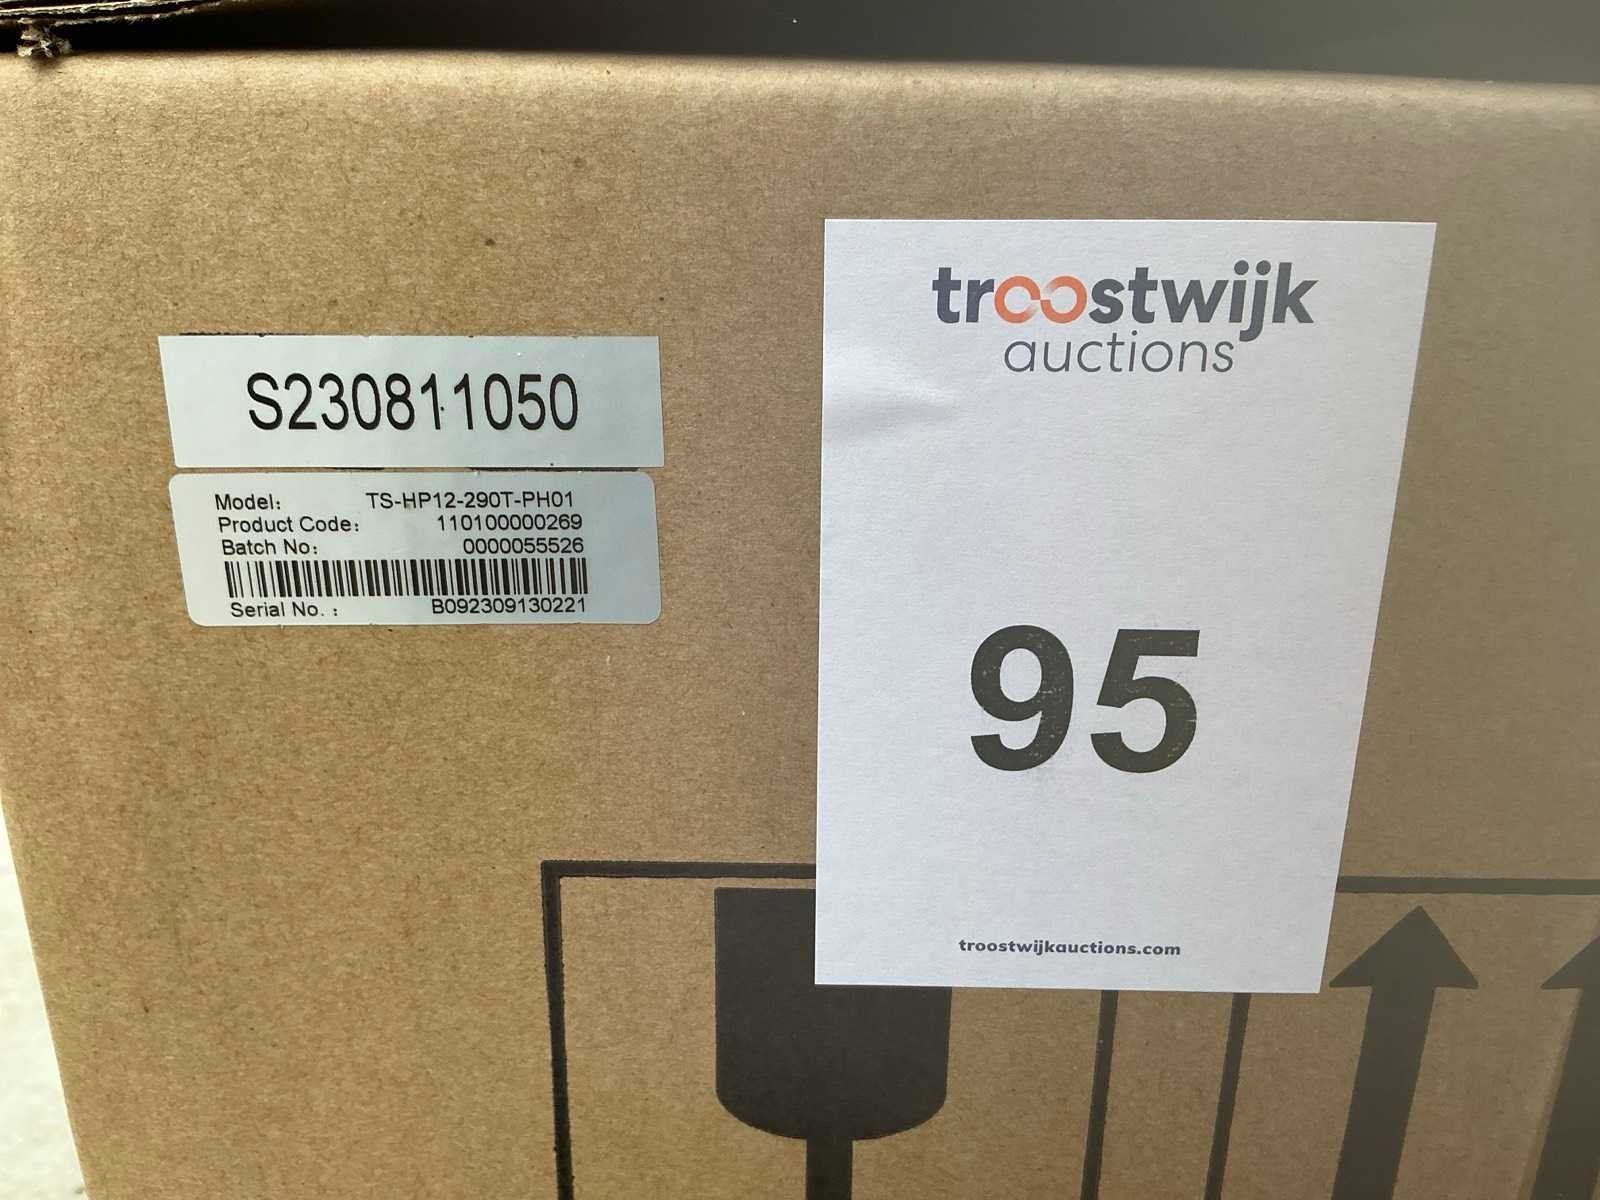 S230811050
Model: TS-HP12-290T-PH01
Product Code: 110100000269
Batch No: 0000055526
Serial No. : B092309130221
troostwijk
auctions
95
troostwijkauctions.com